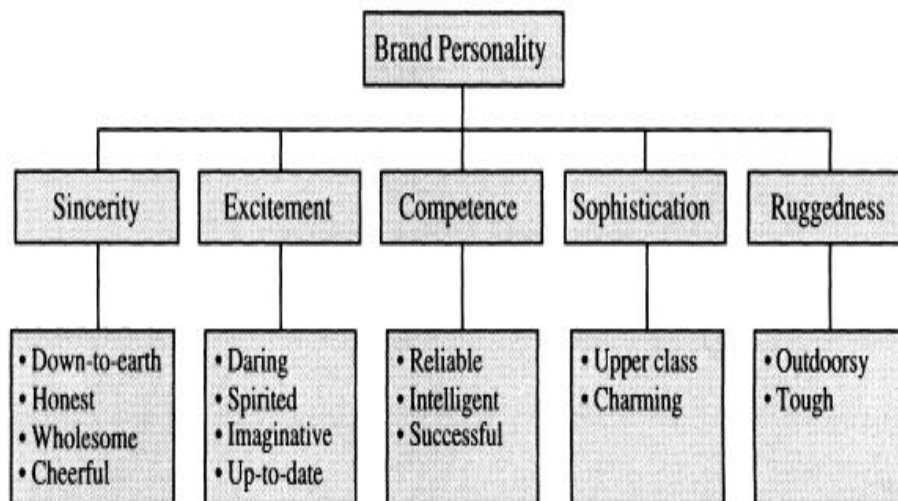 Brand Personality
Sincerity
Excitement
Competence
Sophistication
Ruggedness
• Down-to-earth
• Honest
• Wholesome
• Cheerful
• Daring
• Spirited
• Imaginative
• Up-to-date
• Reliable
• Intelligent
• Successful
• Upper class
• Charming
• Outdoorsy
• Tough